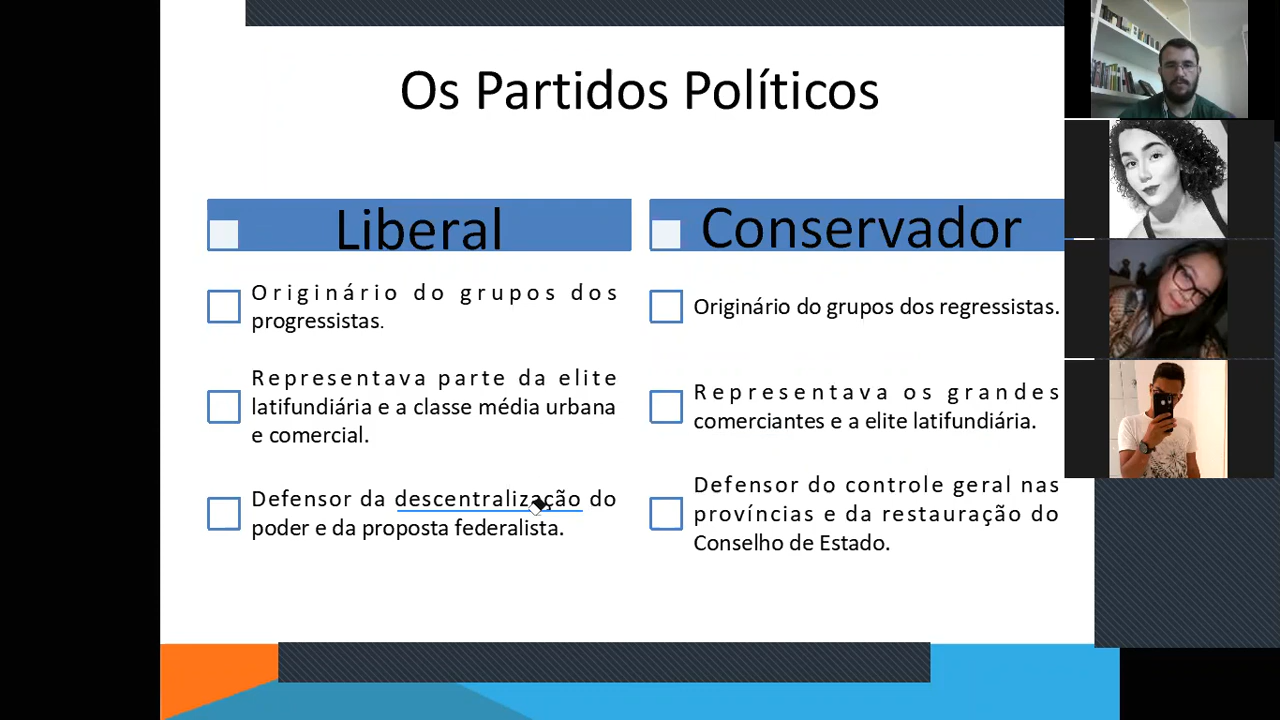 Os Partidos Políticos
Liberal
Originário do grupos dos
progressistas.
Representava parte da elite
latifundiária e a classe média urbana
e comercial.
Defensor da descentralização do
poder e da proposta federalista.
Conservador
Originário do grupos dos regressistas.
Representava os grandes
comerciantes e a elite latifundiária.
Defensor do controle geral nas
províncias e da restauração do
Conselho de Estado.